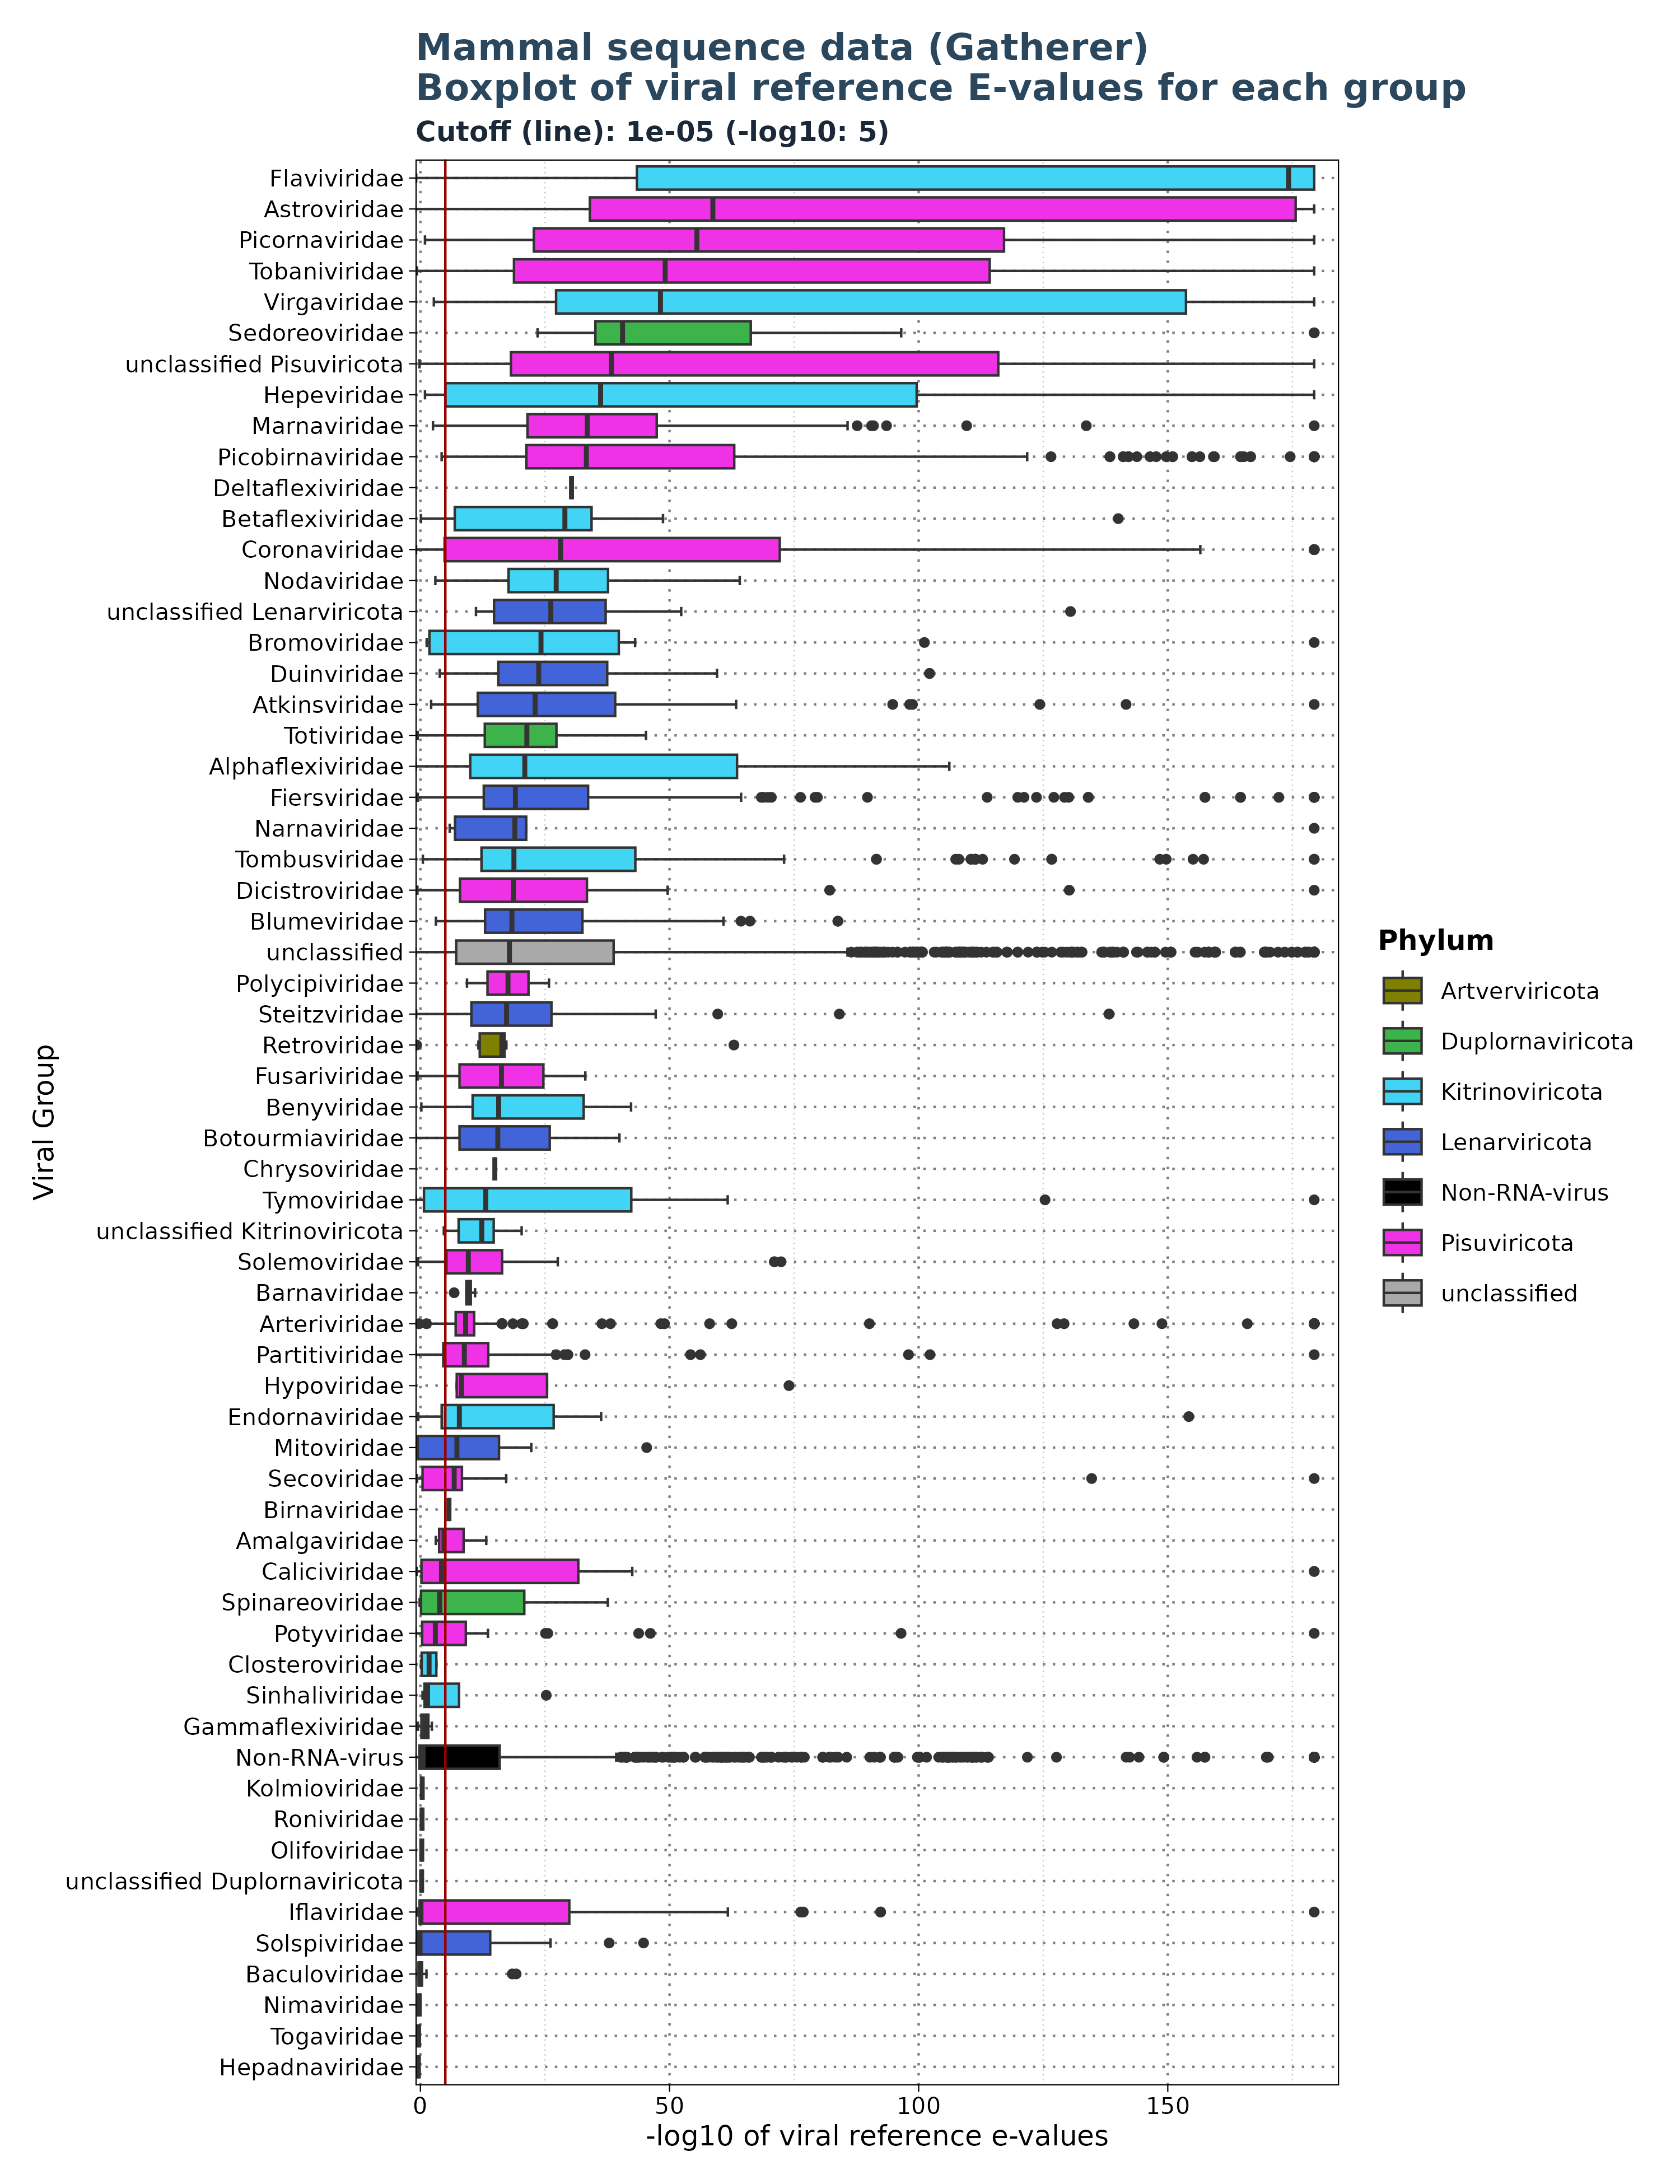 Mammal sequence data (Gatherer)
Boxplot of viral reference E-values for each group
Cutoff (line): 1e-05 (-log10: 5)
Viral Group
Flaviviridae
Astroviridae
Picornaviridae
Tobaniviridae
Virgaviridae
Sedoreoviridae
unclassified Pisuviricota
Hepeviridae
Marnaviridae
Picobirnaviridae
Deltaflexiviridae
Betaflexiviridae
Coronaviridae
Nodaviridae
unclassified Lenarviricota
Bromoviridae
Duinviridae
Atkinsviridae
Totiviridae
Alphaflexiviridae
Fiersviridae
Narnaviridae
Tombusviridae
Dicistroviridae
Blumeviridae
unclassified
Polycipiviridae
Steitzviridae
Retroviridae
Fusariviridae
Benyviridae
Botourmiaviridae
Chrysoviridae
Tymoviridae
unclassified Kitrinoviricota
Solemoviridae
Barnaviridae
Arteriviridae
Partitiviridae
Hypoviridae
Endornaviridae
Mitoviridae
Secoviridae
Birnaviridae
Amalgaviridae
Caliciviridae
Spinareoviridae
Potyviridae
Closteroviridae
Sinhaliviridae
Gammaflexiviridae
Non-RNA-virus
Kolmioviridae
Roniviridae
Olifoviridae
unclassified Duplornaviricota
Iflaviridae
Solspiviridae
Baculoviridae
Nimaviridae
Togaviridae
Hepadnaviridae
0 50 100 150
-log10 of viral reference e-values
Phylum
Artverviricota
Duplornaviricota
Kitrinoviricota
Lenarviricota
Non-RNA-virus
Pisuviricota
unclassified